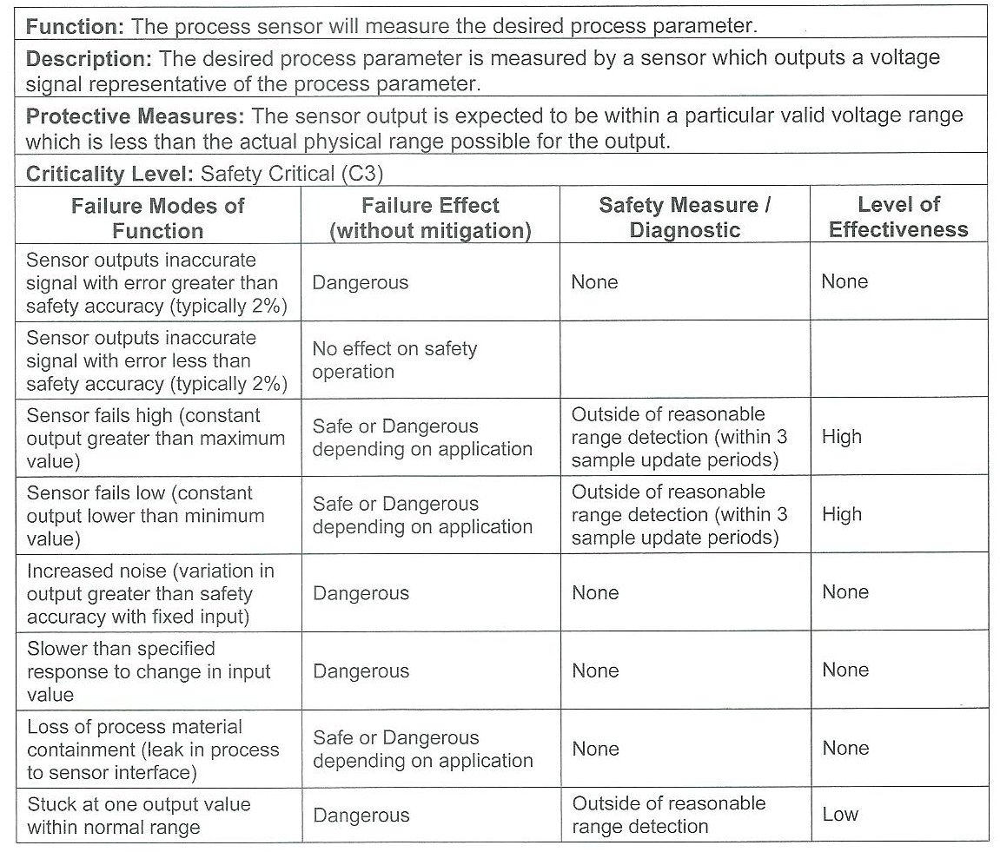 Function: The process sensor will measure the desired process parameter.
Description: The desired process parameter is measured by a sensor which outputs a voltage
signal representative of the process parameter.
Protective Measures: The sensor output is expected to be within a particular valid voltage range
which is less than the actual physical range possible for the output.
Criticality Level: Safety Critical (C3)
Failure Modes of
Function
Failure Effect
(without mitigation)
Safety Measure /
Diagnostic
Level of
Effectiveness
Sensor outputs inaccurate
signal with error greater than
safety accuracy (typically 2%)
Dangerous
None
None
Sensor outputs inaccurate
signal with error less than
safety accuracy (typically 2%)
No effect on safety
operation
Sensor fails high (constant
output greater than maximum
value)
Safe or Dangerous
depending on application
Outside of reasonable
range detection (within 3
sample update periods)
High
Sensor fails low (constant
output lower than minimum
value)
Safe or Dangerous
depending on application
Outside of reasonable
range detection (within 3
sample update periods)
High
Increased noise (variation in
output greater than safety
accuracy with fixed input)
Dangerous
None
None
Slower than specified
response to change in input
value
Dangerous
None
None
Loss of process material
containment (leak in process
to sensor interface)
Safe or Dangerous
depending on application
None
None
Stuck at one output value
within normal range
Dangerous
Outside of reasonable
range detection
Low